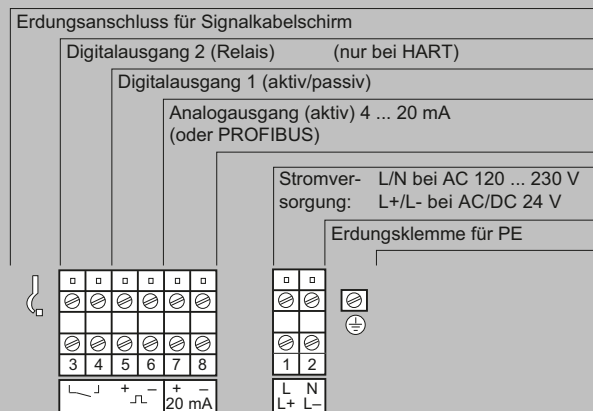 Erdungsanschluss für Signalkabelschirm
Digitalausgang 2 (Relais) (nur bei HART)
Digitalausgang 1 (aktiv/passiv)
Analogausgang (aktiv) 4 ... 20 mA
(oder PROFIBUS)
Stromver- L/N bei AC 120 ... 230 V
sorgung: L+/L- bei AC/DC 24 V
Erdungsklemme für PE
3 4 5 6 7 8 1 2
+ – + – L N
20 mA L+ L–